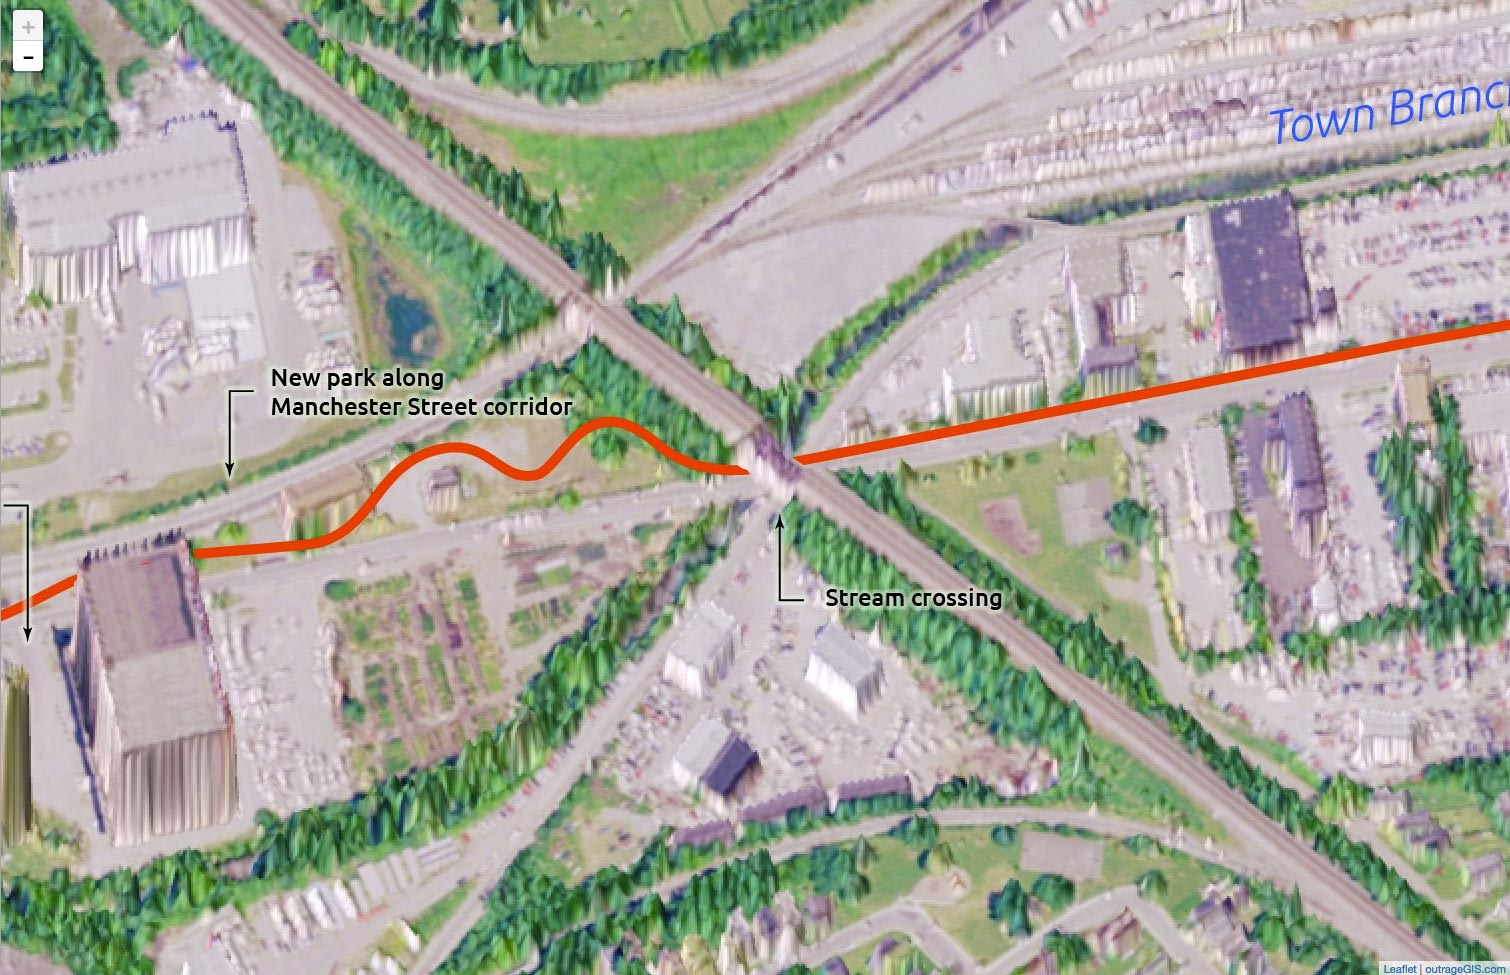 +
-
Town Branc
New park along
Manchester Street corridor
Stream crossing
Leaflet | outrageGIS.com